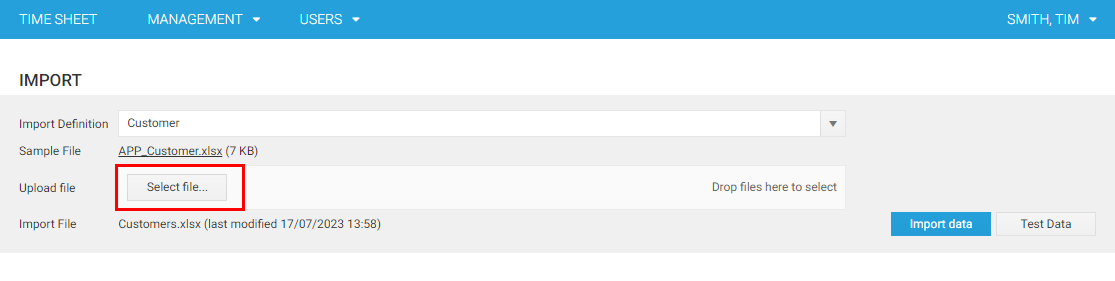 TIME SHEET MANAGEMENT USERS SMITH, TIM
IMPORT
Import Definition Customer
Sample File APP_Customer.xlsx (7 KB)
Upload file Select file... Drop files here to select
Import File Customers.xlsx (last modified 17/07/2023 13:58) Import data Test Data